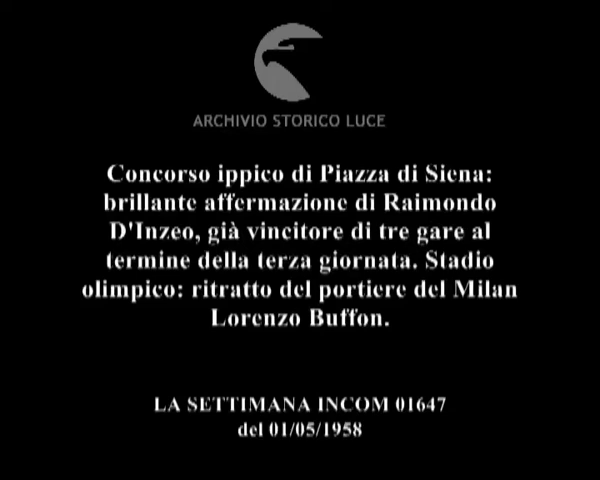 ARCHIVIO STORICO LUCE
Concorso ippico di Piazza di Siena:
brillante affermazione di Raimondo
D'Inzeo, già vincitore di tre gare al
termine della terza giornata. Stadio
olimpico: ritratto del portiere del Milan
Lorenzo Buffon.
LA SETTIMANA INCOM 01647
del 01/05/1958